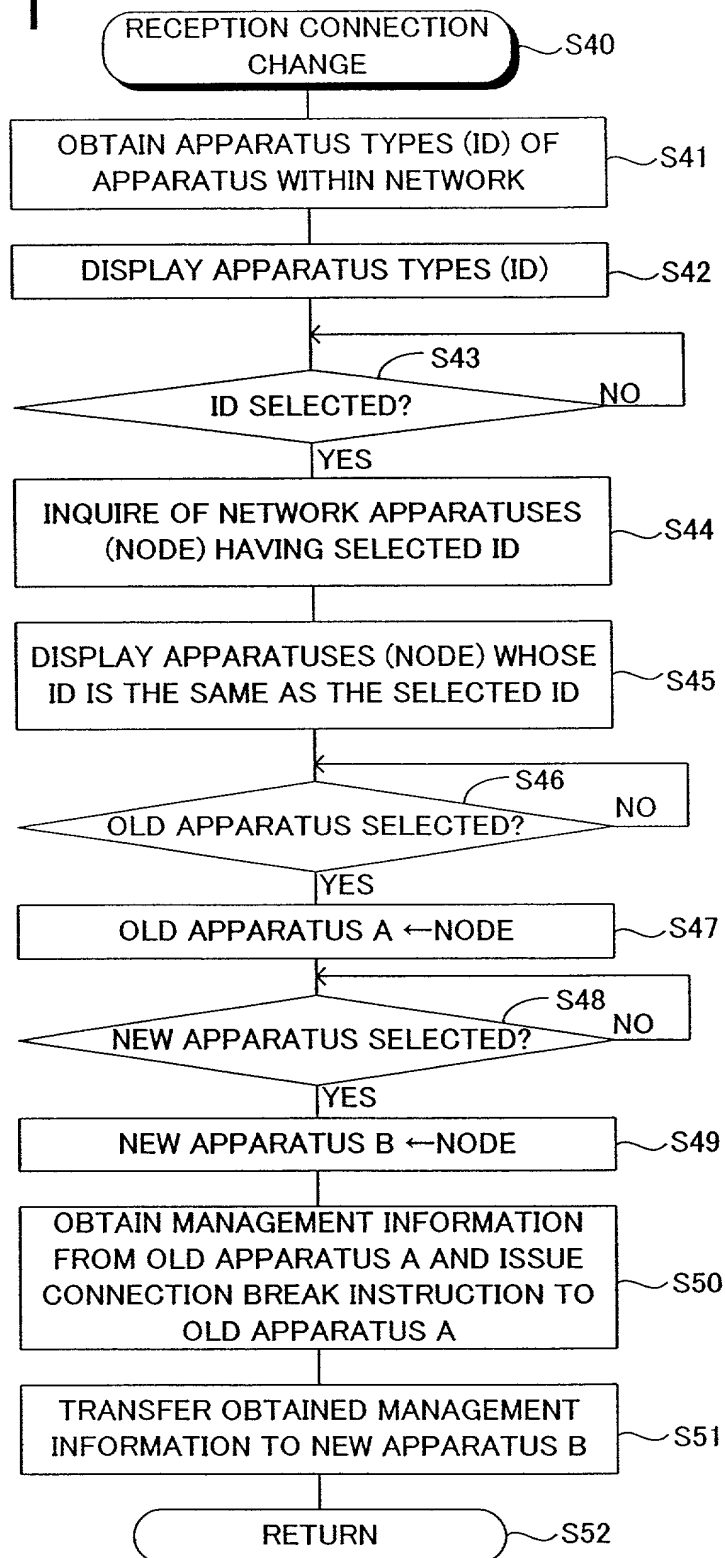 RECEPTION CONNECTION
CHANGE
S40
OBTAIN APPARATUS TYPES (ID) OF
APPARATUS WITHIN NETWORK
S41
DISPLAY APPARATUS TYPES (ID)
S42
S43
ID SELECTED?
NO
YES
INQUIRE OF NETWORK APPARATUSES
(NODE) HAVING SELECTED ID
S44
DISPLAY APPARATUSES (NODE) WHOSE
ID IS THE SAME AS THE SELECTED ID
S45
S46
OLD APPARATUS SELECTED?
NO
YES
OLD APPARATUS A ←NODE
S47
S48
NEW APPARATUS SELECTED?
NO
YES
NEW APPARATUS B ←NODE
S49
OBTAIN MANAGEMENT INFORMATION
FROM OLD APPARATUS A AND ISSUE
CONNECTION BREAK INSTRUCTION TO
OLD APPARATUS A
S50
TRANSFER OBTAINED MANAGEMENT
INFORMATION TO NEW APPARATUS B
S51
RETURN
S52